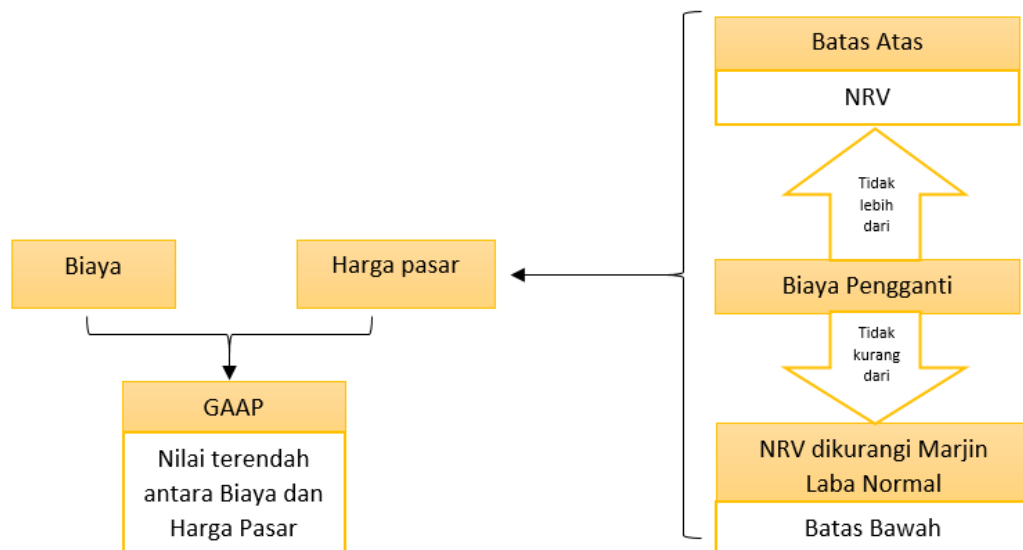 Batas Atas
NRV
Tidak
lebih
dari
Biaya
Harga pasar
Biaya Pengganti
Tidak
kurang
dari
GAAP
Nilai terendah
antara Biaya dan
Harga Pasar
NRV dikurangi Marjin
Laba Normal
Batas Bawah